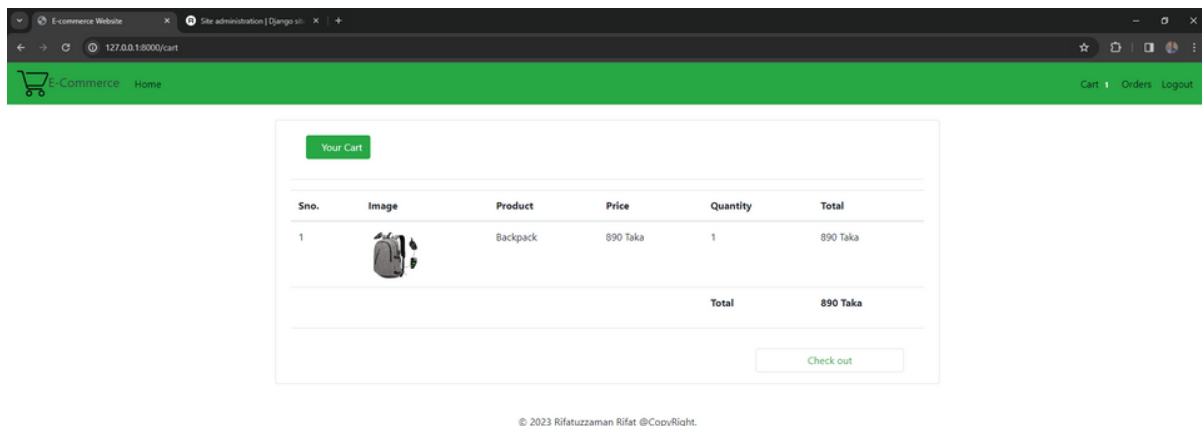 E-commerce Website
Site administration | Django sit
127.0.0.1:8000/cart
E-Commerce Home Cart 1 Orders Logout
Your Cart
Sno. Image Product Price Quantity Total
1 Backpack 890 Taka 1 890 Taka
Total 890 Taka
Check out
© 2023 Rifatuzzaman Rifat @CopyRight.